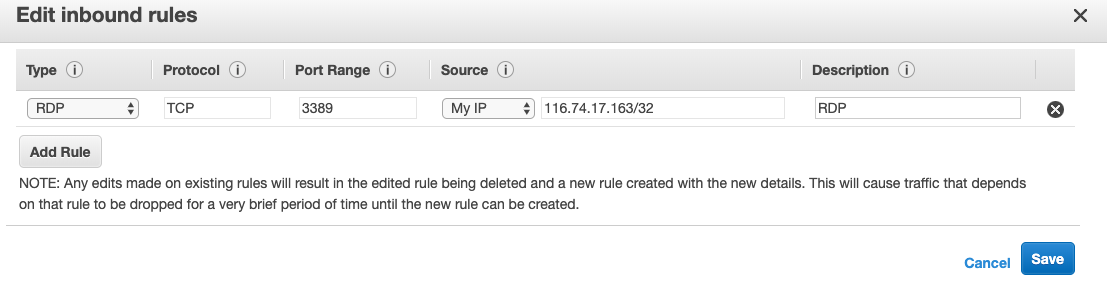 Edit inbound rules
Type Protocol Port Range Source Description
RDP TCP 3389 My IP 116.74.17.163/32 RDP
Add Rule
NOTE: Any edits made on existing rules will result in the edited rule being deleted and a new rule created with the new details. This will cause traffic that depends
on that rule to be dropped for a very brief period of time until the new rule can be created.
Cancel Save